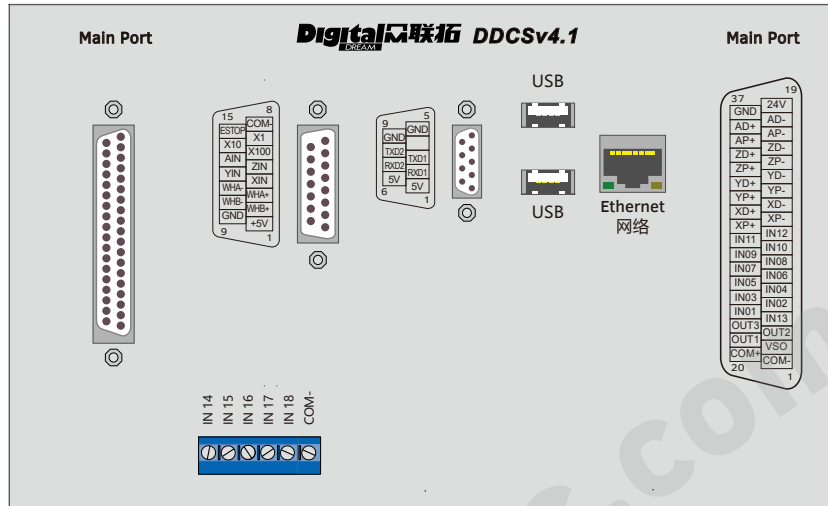 Main Port
Digital众联拓 DDCSv4.1
DREAM
Main Port
15 8
ESTOP COM-
X10 X1
AIN X100
YIN ZIN
WHA- XIN
WHB- WHA+
GND WHB+
+5V
9 1
9 5
GND GND
TXD2
RXD2 TXD1
5V RXD1
5V
6 1
USB
USB
Ethernet
网络
37 19
GND 24V
AD+ AD-
AP+ AP-
ZD+ ZD-
ZP+ ZP-
YD+ YD-
YP+ YP-
XD+ XD-
XP+ XP-
IN11 IN12
IN09 IN10
IN07 IN08
IN05 IN06
IN03 IN04
IN01 IN02
OUT3 IN13
OUT1 OUT2
COM+ VSO
COM-
20 1
IN 14
IN 15
IN 16
IN 17
IN 18
COM-
s.com